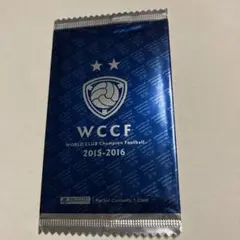 WCCF
WORLD CLUB Champion Football
2015-2016